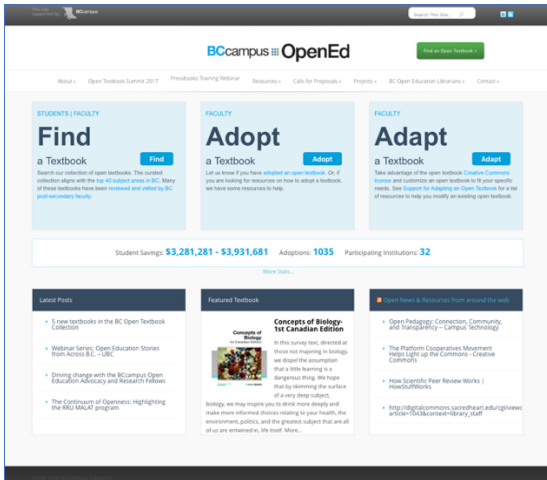 This site
supported by BCcampus
Search This Site...
BCcampus OpenEd
Find an Open Textbook »
About » Open Textbook Summit 2017 Pressbooks Training Webinar Resources » Calls for Proposals » Projects » BC Open Education Librarians » Contact »
STUDENTS | FACULTY
Find
a Textbook
Find
Search our collection of open textbooks. The curated
collection aligns with the top 40 subject areas in BC. Many
of these textbooks have been reviewed and vetted by BC
post-secondary faculty.
FACULTY
Adopt
a Textbook
Adopt
Let us know if you have adopted an open textbook. Or, if
you are looking for resources on how to adopt a textbook,
we have some resources to help.
FACULTY
Adapt
a Textbook
Adapt
Take advantage of the open textbook Creative Commons
license and customize an open textbook to fit your specific
needs. See Support for Adapting an Open Textbook for a list
of resources to help you modify an existing open textbook.
Student Savings: $3,281,281 - $3,931,681 Adoptions: 1035 Participating Institutions: 32
More Stats...
Latest Posts
5 new textbooks in the BC Open Textbook
Collection
Webinar Series: Open Education Stories
from Across B.C. – UBC
Driving change with the BCcampus Open
Education Advocacy and Research Fellows
The Continuum of Openness: Highlighting
the RRU MALAT program
Featured Textbook
Concepts of
Biology
1st Canadian Edition
Concepts of Biology-
1st Canadian Edition
In this survey text, directed at
those not majoring in biology,
we dispel the assumption
that a little learning is a
dangerous thing. We hope
that by skimming the surface
of a very deep subject,
biology, we may inspire you to drink more deeply and
make more informed choices relating to your health, the
environment, politics, and the greatest subject that are all
of us are entwined in, life itself. More...
Open News & Resources from around the web
Open Pedagogy: Connection, Community,
and Transparency -- Campus Technology
The Platform Cooperatives Movement
Helps Light up the Commons - Creative
Commons
How Scientific Peer Review Works |
HowStuffWorks
http://digitalcommons.sacredheart.edu/cgi/viewc
article=1043&context=library_staff